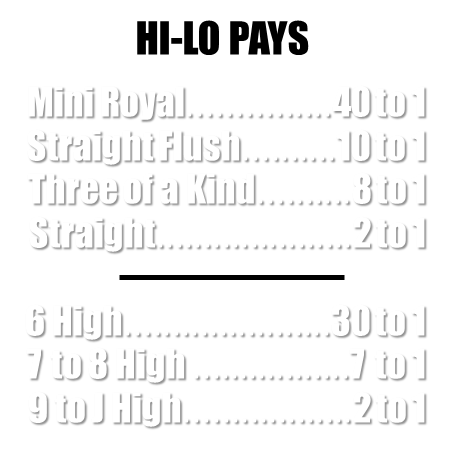 HI-LO PAYS
Mini Royal................40 to 1
Straight Flush..........10 to 1
Three of a Kind..........8 to 1
Straight.....................2 to 1
6 High......................30 to 1
7 to 8 High .................7 to 1
9 to J High..................2 to 1